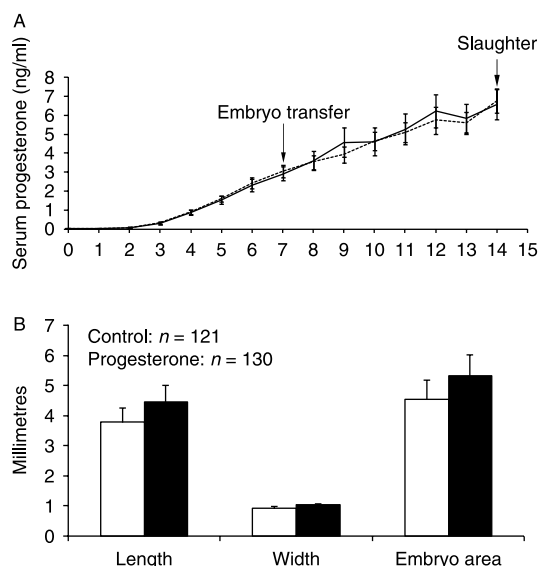 A
Slaughter
Embryo transfer
Serum progesterone (ng/ml)
8
7
6
5
4
3
2
1
0
0 1 2 3 4 5 6 7 8 9 10 11 12 13 14 15
B
Control: n = 121
Progesterone: n = 130
Millimetres
7
6
5
4
3
2
1
0
Length Width Embryo area